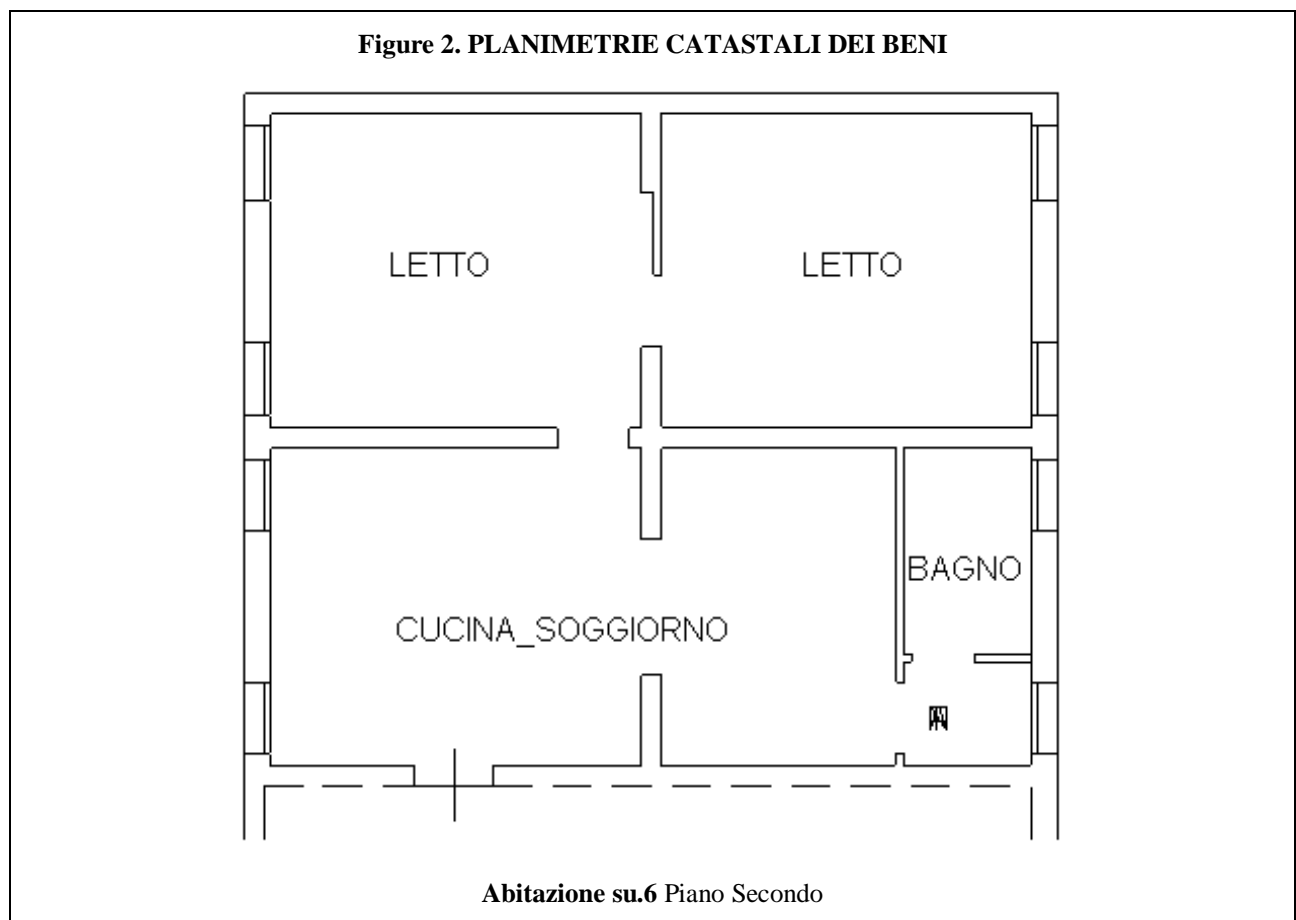 Figure 2. PLANIMETRIE CATASTALI DEI BENI
LETTO LETTO
BAGNO
CUCINA_SOGGIORNO
Abitazione su.6 Piano Secondo